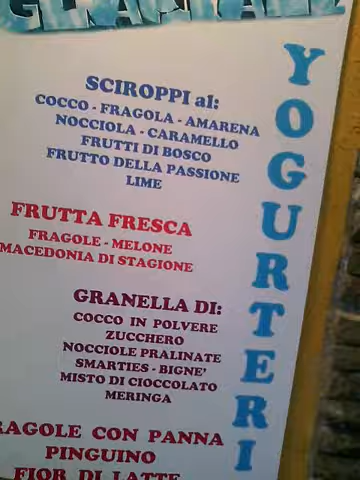 SCIROPPI al:
COCCO - FRAGOLA - AMARENA
NOCCIOLA - CARAMELLO
FRUTTI DI BOSCO
FRUTTO DELLA PASSIONE
LIME
FRUTTA FRESCA
FRAGOLE - MELONE
MACEDONIA DI STAGIONE
GRANELLA DI:
COCCO IN POLVERE
ZUCCHERO
NOCCIOLE PRALINATE
SMARTIES - BIGNE'
MISTO DI CIOCCOLATO
MERINGA
RAGOLE CON PANNA
PINGUINO
FIOR DI LATTE
YOGURTERI